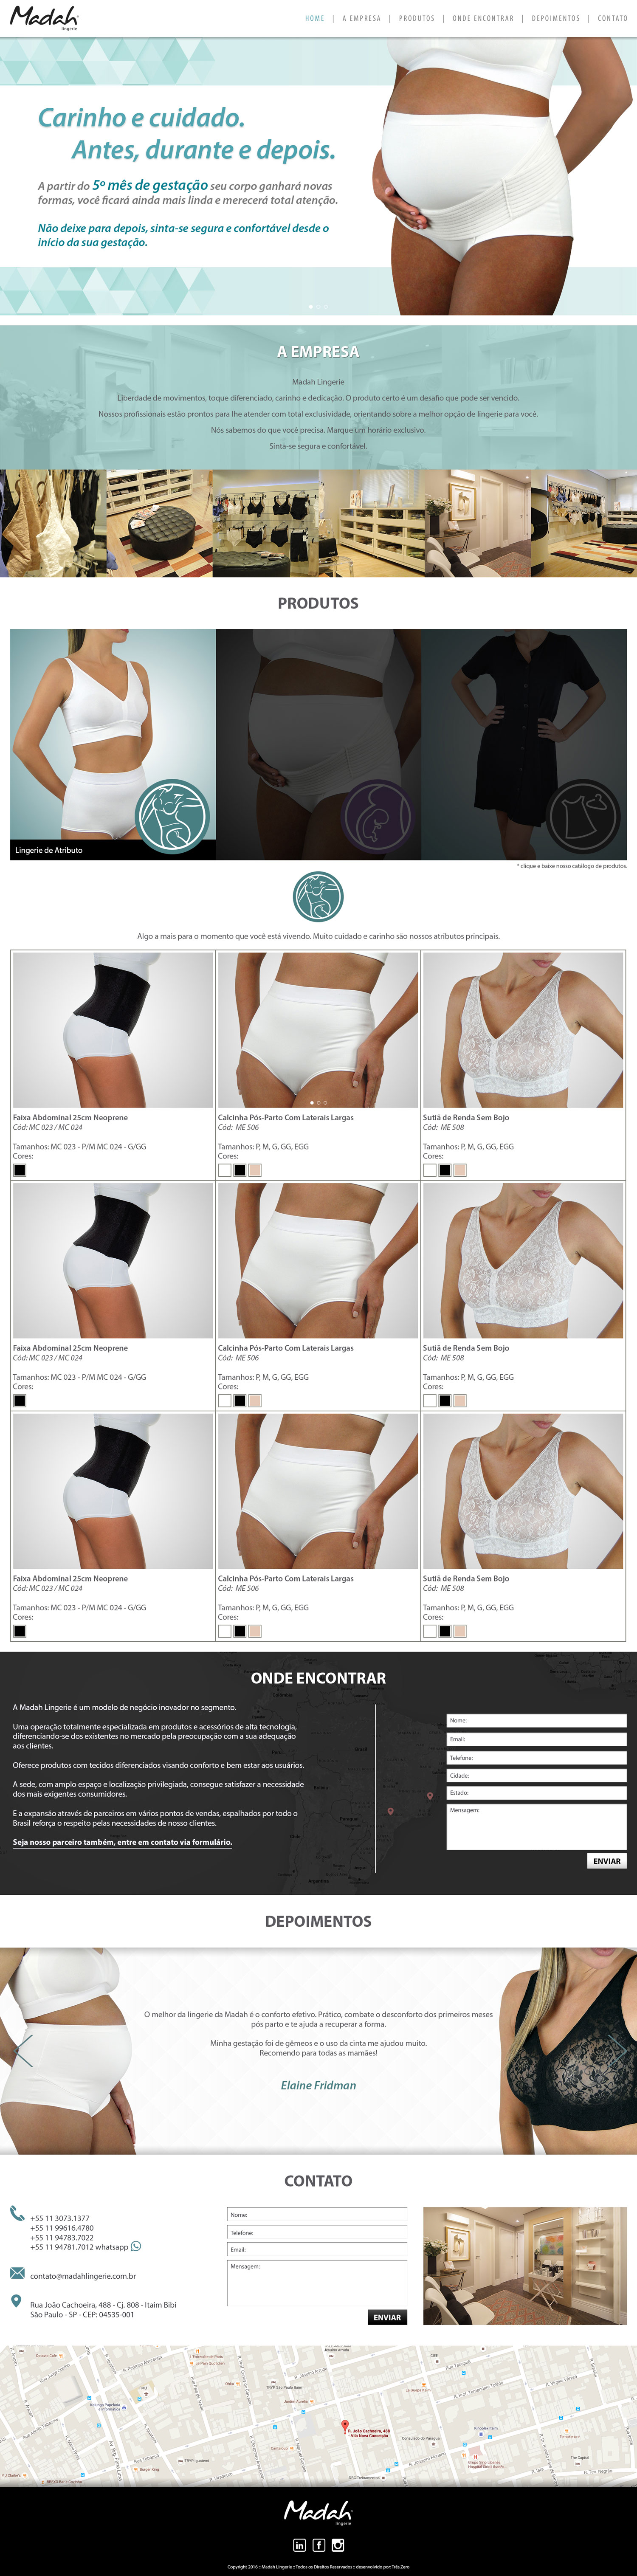 Madah
lingerie
HOME | A EMPRESA | PRODUTOS | ONDE ENCONTRAR | DEPOIMENTOS | CONTATO
Carinho e cuidado.
Antes, durante e depois.
A partir do 5º mês de gestação seu corpo ganhará novas
formas, você ficará ainda mais linda e merecerá total atenção.
Não deixe para depois, sinta-se segura e confortável desde o
início da sua gestação.
A EMPRESA
Madah Lingerie
Liberdade de movimentos, toque diferenciado, carinho e dedicação. O produto certo é um desafio que pode ser vencido.
Nossos profissionais estão prontos para lhe atender com total exclusividade, orientando sobre a melhor opção de lingerie para você.
Nós sabemos do que você precisa. Marque um horário exclusivo.
Sinta-se segura e confortável.
PRODUTOS
Lingerie de Atributo
* clique e baixe nosso catálogo de produtos.
Algo a mais para o momento que você está vivendo. Muito cuidado e carinho são nossos atributos principais.
Faixa Abdominal 25cm Neoprene
Cód: MC 023 / MC 024
Tamanhos: MC 023 - P/M MC 024 - G/GG
Cores:
Calcinha Pós-Parto Com Laterais Largas
Cód: ME 506
Tamanhos: P, M, G, GG, EGG
Cores:
Sutiã de Renda Sem Bojo
Cód: ME 508
Tamanhos: P, M, G, GG, EGG
Cores:
Faixa Abdominal 25cm Neoprene
Cód: MC 023 / MC 024
Tamanhos: MC 023 - P/M MC 024 - G/GG
Cores:
Calcinha Pós-Parto Com Laterais Largas
Cód: ME 506
Tamanhos: P, M, G, GG, EGG
Cores:
Sutiã de Renda Sem Bojo
Cód: ME 508
Tamanhos: P, M, G, GG, EGG
Cores:
Faixa Abdominal 25cm Neoprene
Cód: MC 023 / MC 024
Tamanhos: MC 023 - P/M MC 024 - G/GG
Cores:
Calcinha Pós-Parto Com Laterais Largas
Cód: ME 506
Tamanhos: P, M, G, GG, EGG
Cores:
Sutiã de Renda Sem Bojo
Cód: ME 508
Tamanhos: P, M, G, GG, EGG
Cores:
ONDE ENCONTRAR
A Madah Lingerie é um modelo de negócio inovador no segmento.
Uma operação totalmente especializada em produtos e acessórios de alta tecnologia,
diferenciando-se dos existentes no mercado pela preocupação com a sua adequação
aos clientes.
Oferece produtos com tecidos diferenciados visando conforto e bem estar aos usuários.
A sede, com amplo espaço e localização privilegiada, consegue satisfazer a necessidade
dos mais exigentes consumidores.
E a expansão através de parceiros em vários pontos de vendas, espalhados por todo o
Brasil reforça o respeito pelas necessidades de nosso clientes.
Seja nosso parceiro também, entre em contato via formulário.
Nome:
Email:
Telefone:
Cidade:
Estado:
Mensagem:
ENVIAR
DEPOIMENTOS
O melhor da lingerie da Madah é o conforto efetivo. Prático, combate o desconforto dos primeiros meses
pós parto e te ajuda a recuperar a forma.
Minha gestação foi de gêmeos e o uso da cinta me ajudou muito.
Recomendo para todas as mamães!
Elaine Fridman
CONTATO
+55 11 3073.1377
+55 11 99616.4780
+55 11 94783.7022
+55 11 94781.7012 whatsapp
contato@madahlingerie.com.br
Rua João Cachoeira, 488 - Cj. 808 - Itaim Bibi
São Paulo - SP - CEP: 04535-001
Nome:
Telefone:
Email:
Mensagem:
ENVIAR
R. João Cachoeira, 488
Vila Nova Conceição
Madah
lingerie
Copyright 2016 :: Madah Lingerie :: Todos os Direitos Reservados :: desenvolvido por: Três.Zero